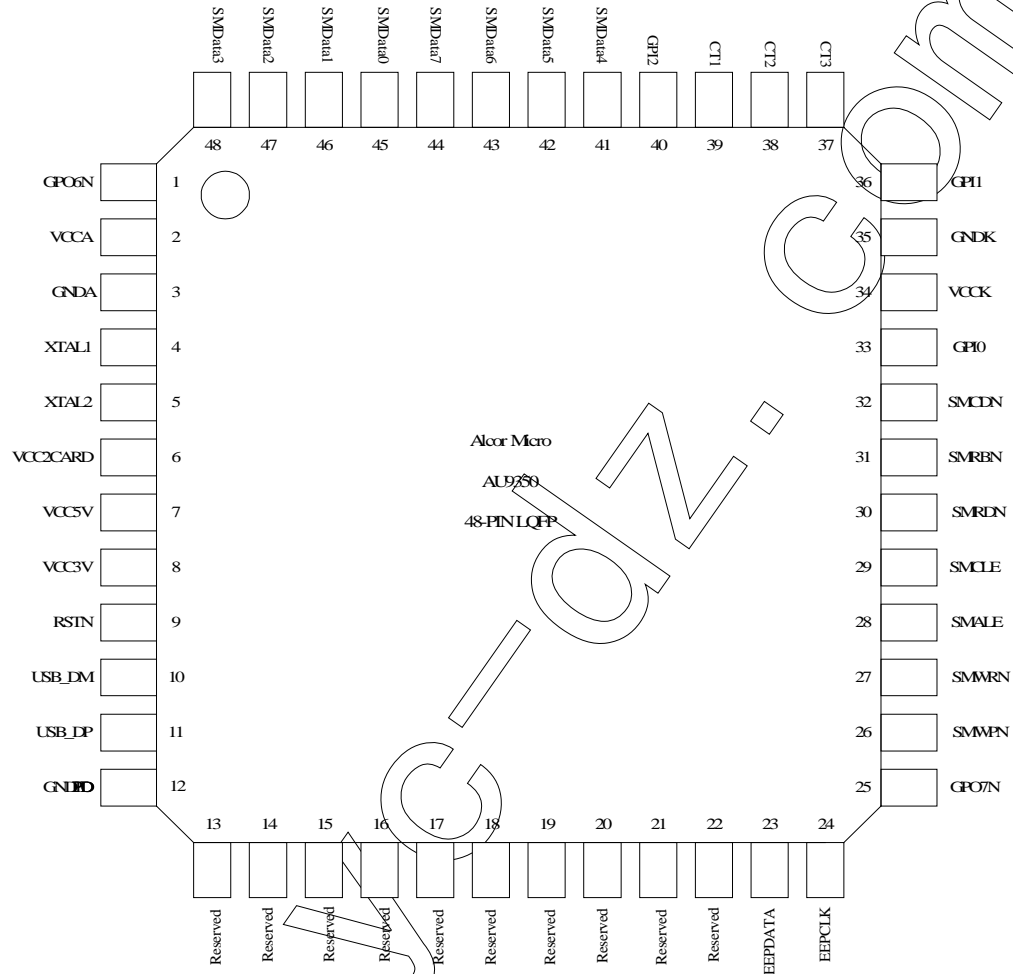 SMData3
SMData2
SMData1
SMData0
SMData7
SMData6
SMData5
SMData4
GPI2
CT1
CT2
CT3
48
47
46
45
44
43
42
41
40
39
38
37
GPO6N 1
VCCA 2
GNDA 3
XTAL1 4
XTAL2 5
VCC2CARD 6
VCC5V 7
VCC3V 8
RSTN 9
USB_DM 10
USB_DP 11
12
36 GPI1
35 GNDK
34 VCCK
33 GPI0
32 SMCDN
31 SMRBN
30 SMRDN
29 SMCLE
28 SMALE
27 SMWRN
26 SMWPN
25 GPO7N
Alcor Micro
AU9350
48-PIN LQFP
13
14
15
16
17
18
19
20
21
22
23
24
Reserved
Reserved
Reserved
Reserved
Reserved
Reserved
Reserved
Reserved
Reserved
Reserved
EEPDATA
EEPCLK
yc-dz.com